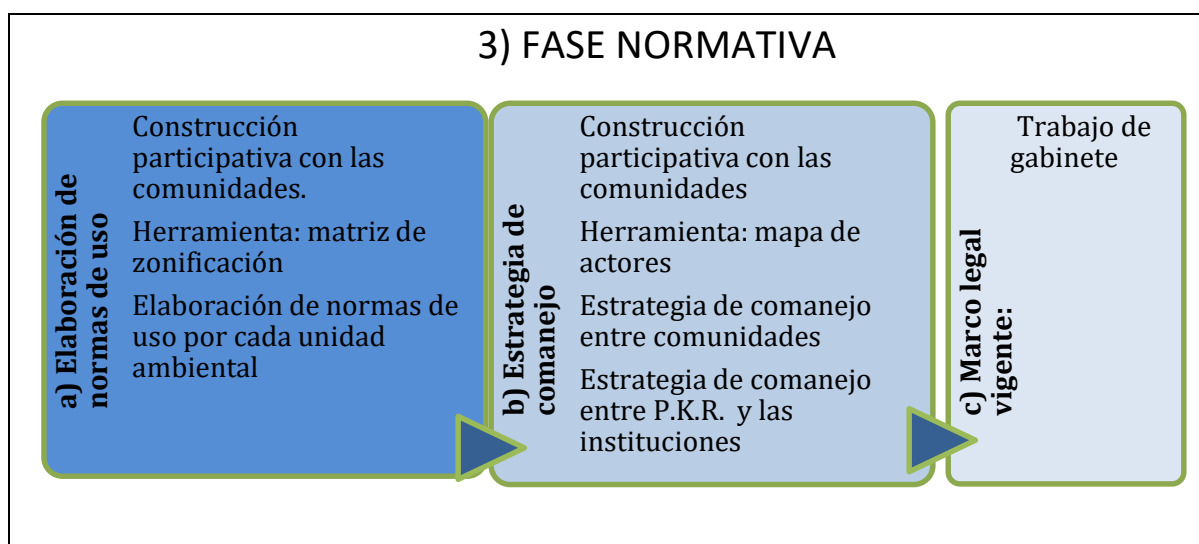 3) FASE NORMATIVA
a) Elaboración de
normas de uso
Construcción
participativa con las
comunidades.
Herramienta: matriz de
zonificación
Elaboración de normas de
uso por cada unidad
ambiental
b) Estrategia de
comanejo
Construcción
participativa con las
comunidades
Herramienta: mapa de
actores
Estrategia de comanejo
entre comunidades
Estrategia de comanejo
entre P.K.R. y las
instituciones
c) Marco legal
vigente:
Trabajo de
gabinete